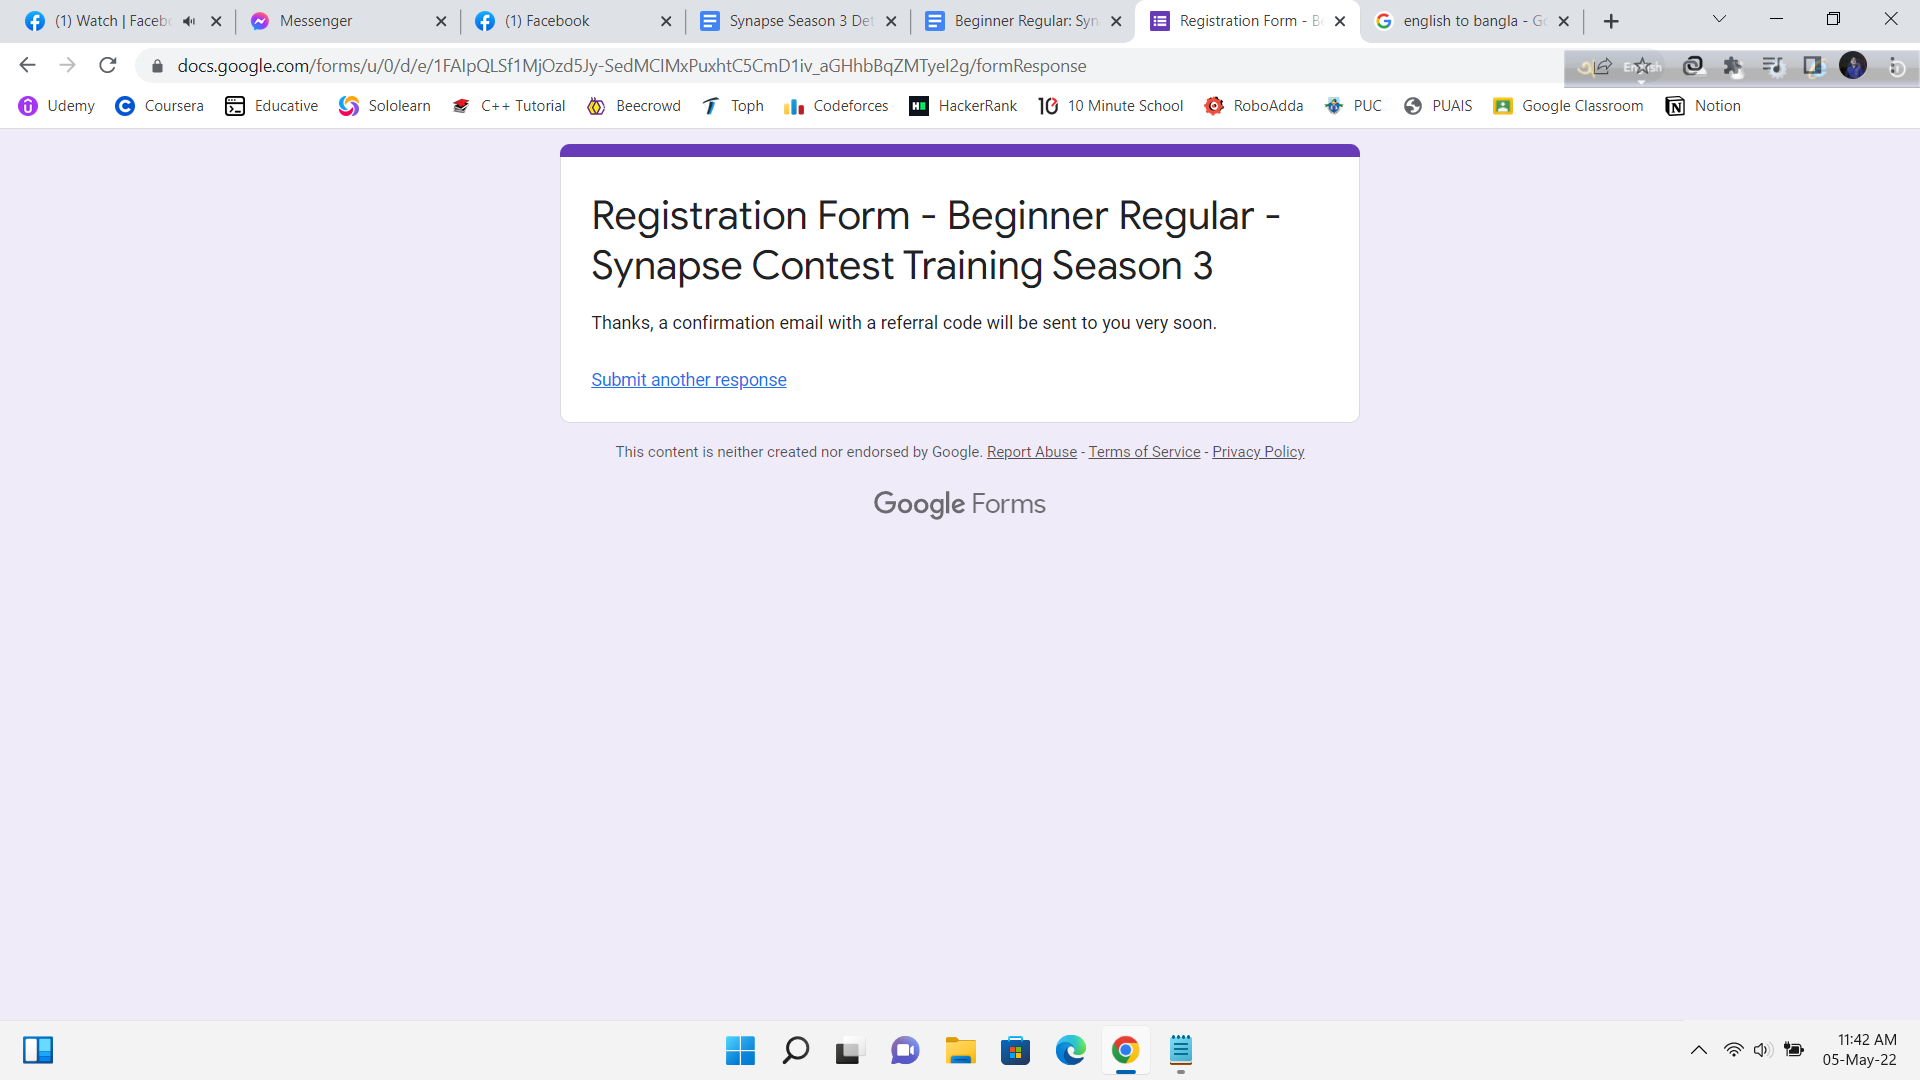 (1) Watch | Facebo
Messenger
(1) Facebook
Synapse Season 3 Det
Beginner Regular: Syn
Registration Form - Be
english to bangla - Go
docs.google.com/forms/u/0/d/e/1FAIpQLSf1MjOzd5Jy-SedMCIMxPuxhtC5CmD1iv_aGHhbBqZMTyeI2g/formResponse
English
Udemy
Coursera
Educative
Sololearn
C++ Tutorial
Beecrowd
Toph
Codeforces
HackerRank
10 Minute School
RoboAdda
PUC
PUAIS
Google Classroom
Notion
Registration Form - Beginner Regular -
Synapse Contest Training Season 3
Thanks, a confirmation email with a referral code will be sent to you very soon.
Submit another response
This content is neither created nor endorsed by Google. Report Abuse - Terms of Service - Privacy Policy
Google Forms
11:42 AM
05-May-22